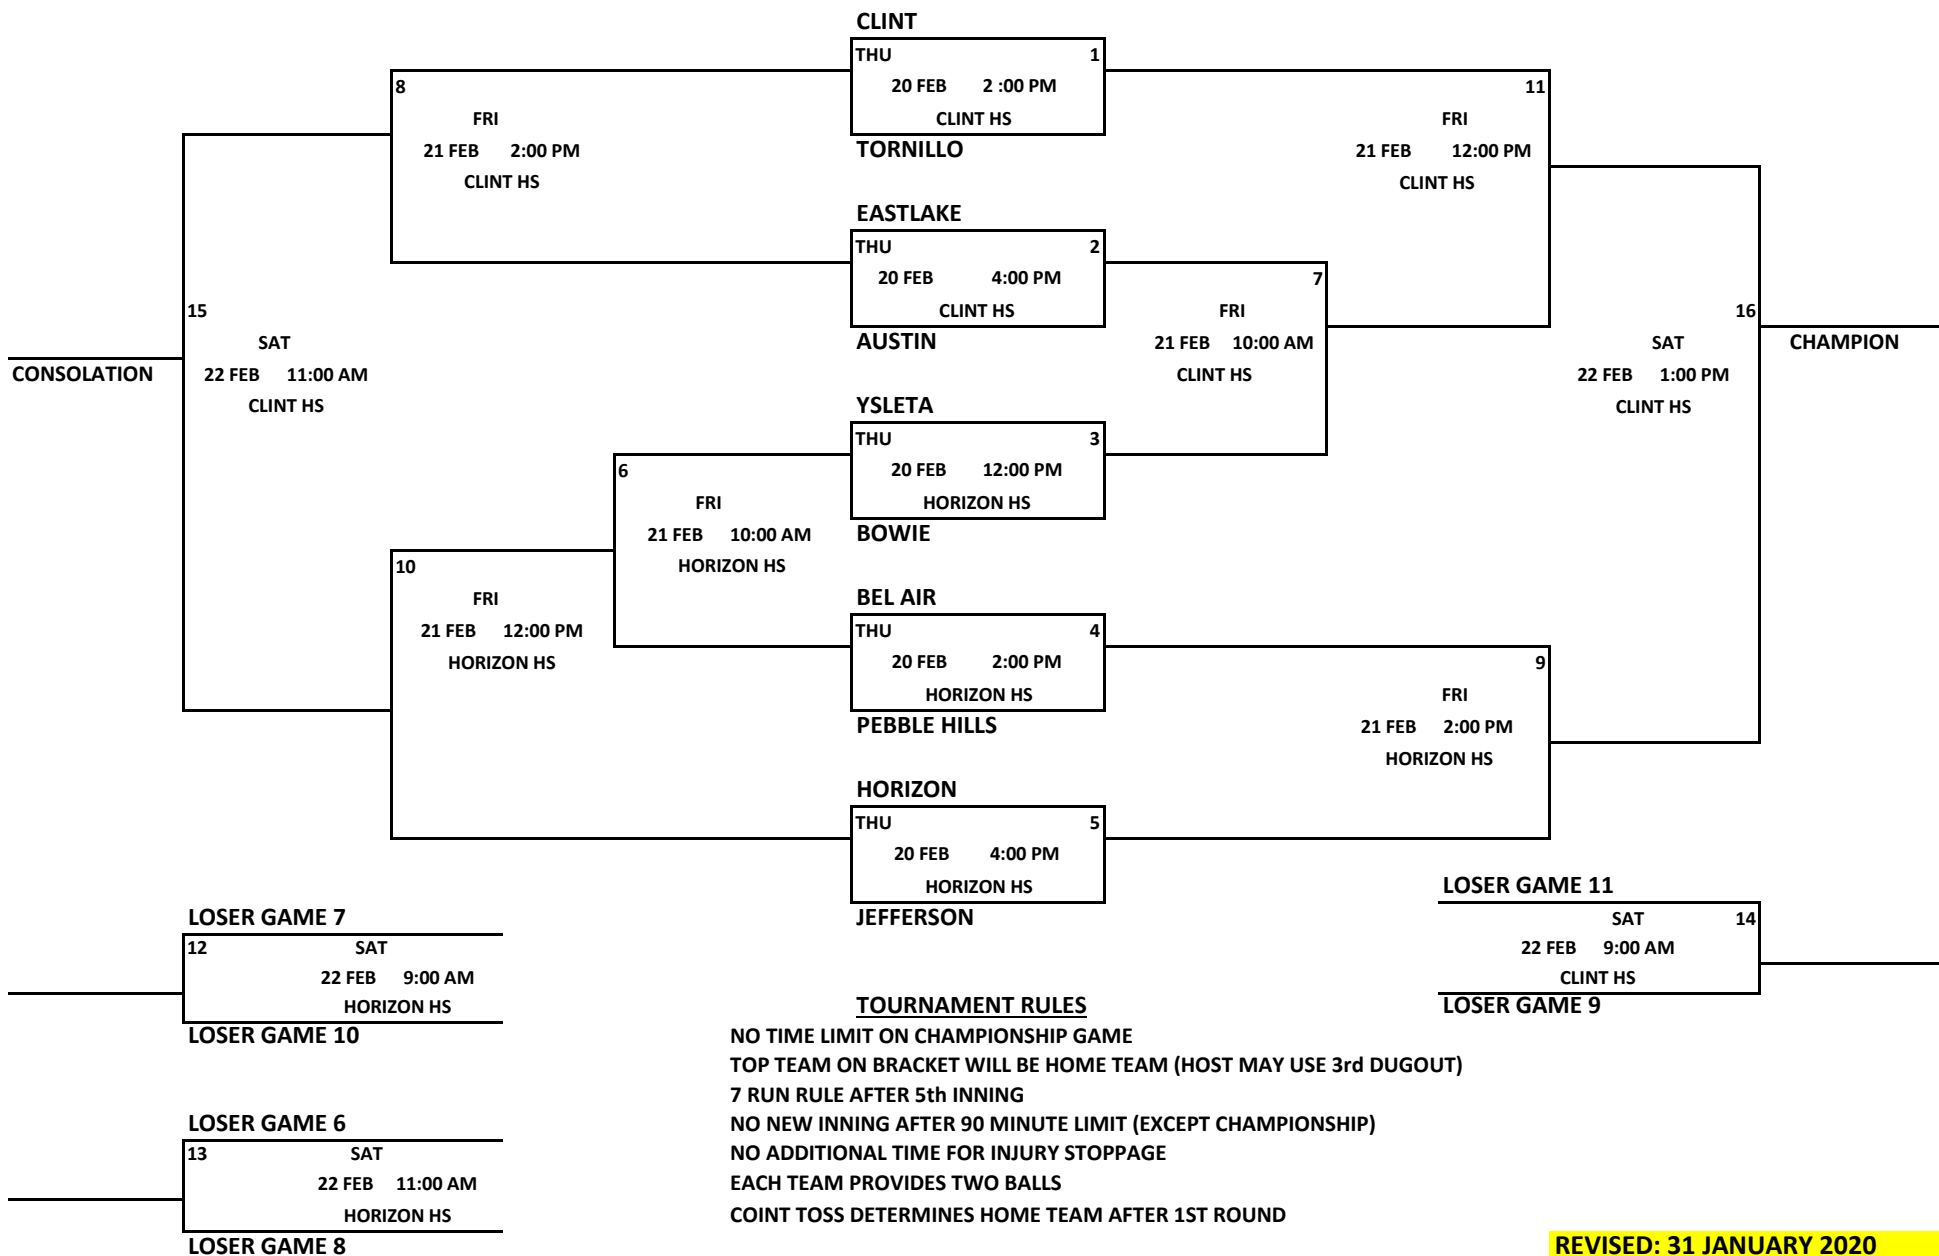 CLINT
THU 1
20 FEB 2 :00 PM
CLINT HS
TORNILLO
8
FRI
21 FEB 2:00 PM
CLINT HS
11
FRI
21 FEB 12:00 PM
CLINT HS
EASTLAKE
THU 2
20 FEB 4:00 PM
CLINT HS
AUSTIN
7
FRI
21 FEB 10:00 AM
CLINT HS
15
SAT
22 FEB 11:00 AM
CLINT HS
CONSOLATION
16
SAT
22 FEB 1:00 PM
CLINT HS
CHAMPION
YSLETA
THU 3
20 FEB 12:00 PM
HORIZON HS
BOWIE
6
FRI
21 FEB 10:00 AM
HORIZON HS
10
FRI
21 FEB 12:00 PM
HORIZON HS
BEL AIR
THU 4
20 FEB 2:00 PM
HORIZON HS
PEBBLE HILLS
9
FRI
21 FEB 2:00 PM
HORIZON HS
HORIZON
THU 5
20 FEB 4:00 PM
HORIZON HS
JEFFERSON
LOSER GAME 7
12 SAT
22 FEB 9:00 AM
HORIZON HS
LOSER GAME 10
LOSER GAME 11
SAT 14
22 FEB 9:00 AM
CLINT HS
LOSER GAME 9
LOSER GAME 6
13 SAT
22 FEB 11:00 AM
HORIZON HS
LOSER GAME 8
TOURNAMENT RULES
NO TIME LIMIT ON CHAMPIONSHIP GAME
TOP TEAM ON BRACKET WILL BE HOME TEAM (HOST MAY USE 3rd DUGOUT)
7 RUN RULE AFTER 5th INNING
NO NEW INNING AFTER 90 MINUTE LIMIT (EXCEPT CHAMPIONSHIP)
NO ADDITIONAL TIME FOR INJURY STOPPAGE
EACH TEAM PROVIDES TWO BALLS
COINT TOSS DETERMINES HOME TEAM AFTER 1ST ROUND
REVISED: 31 JANUARY 2020